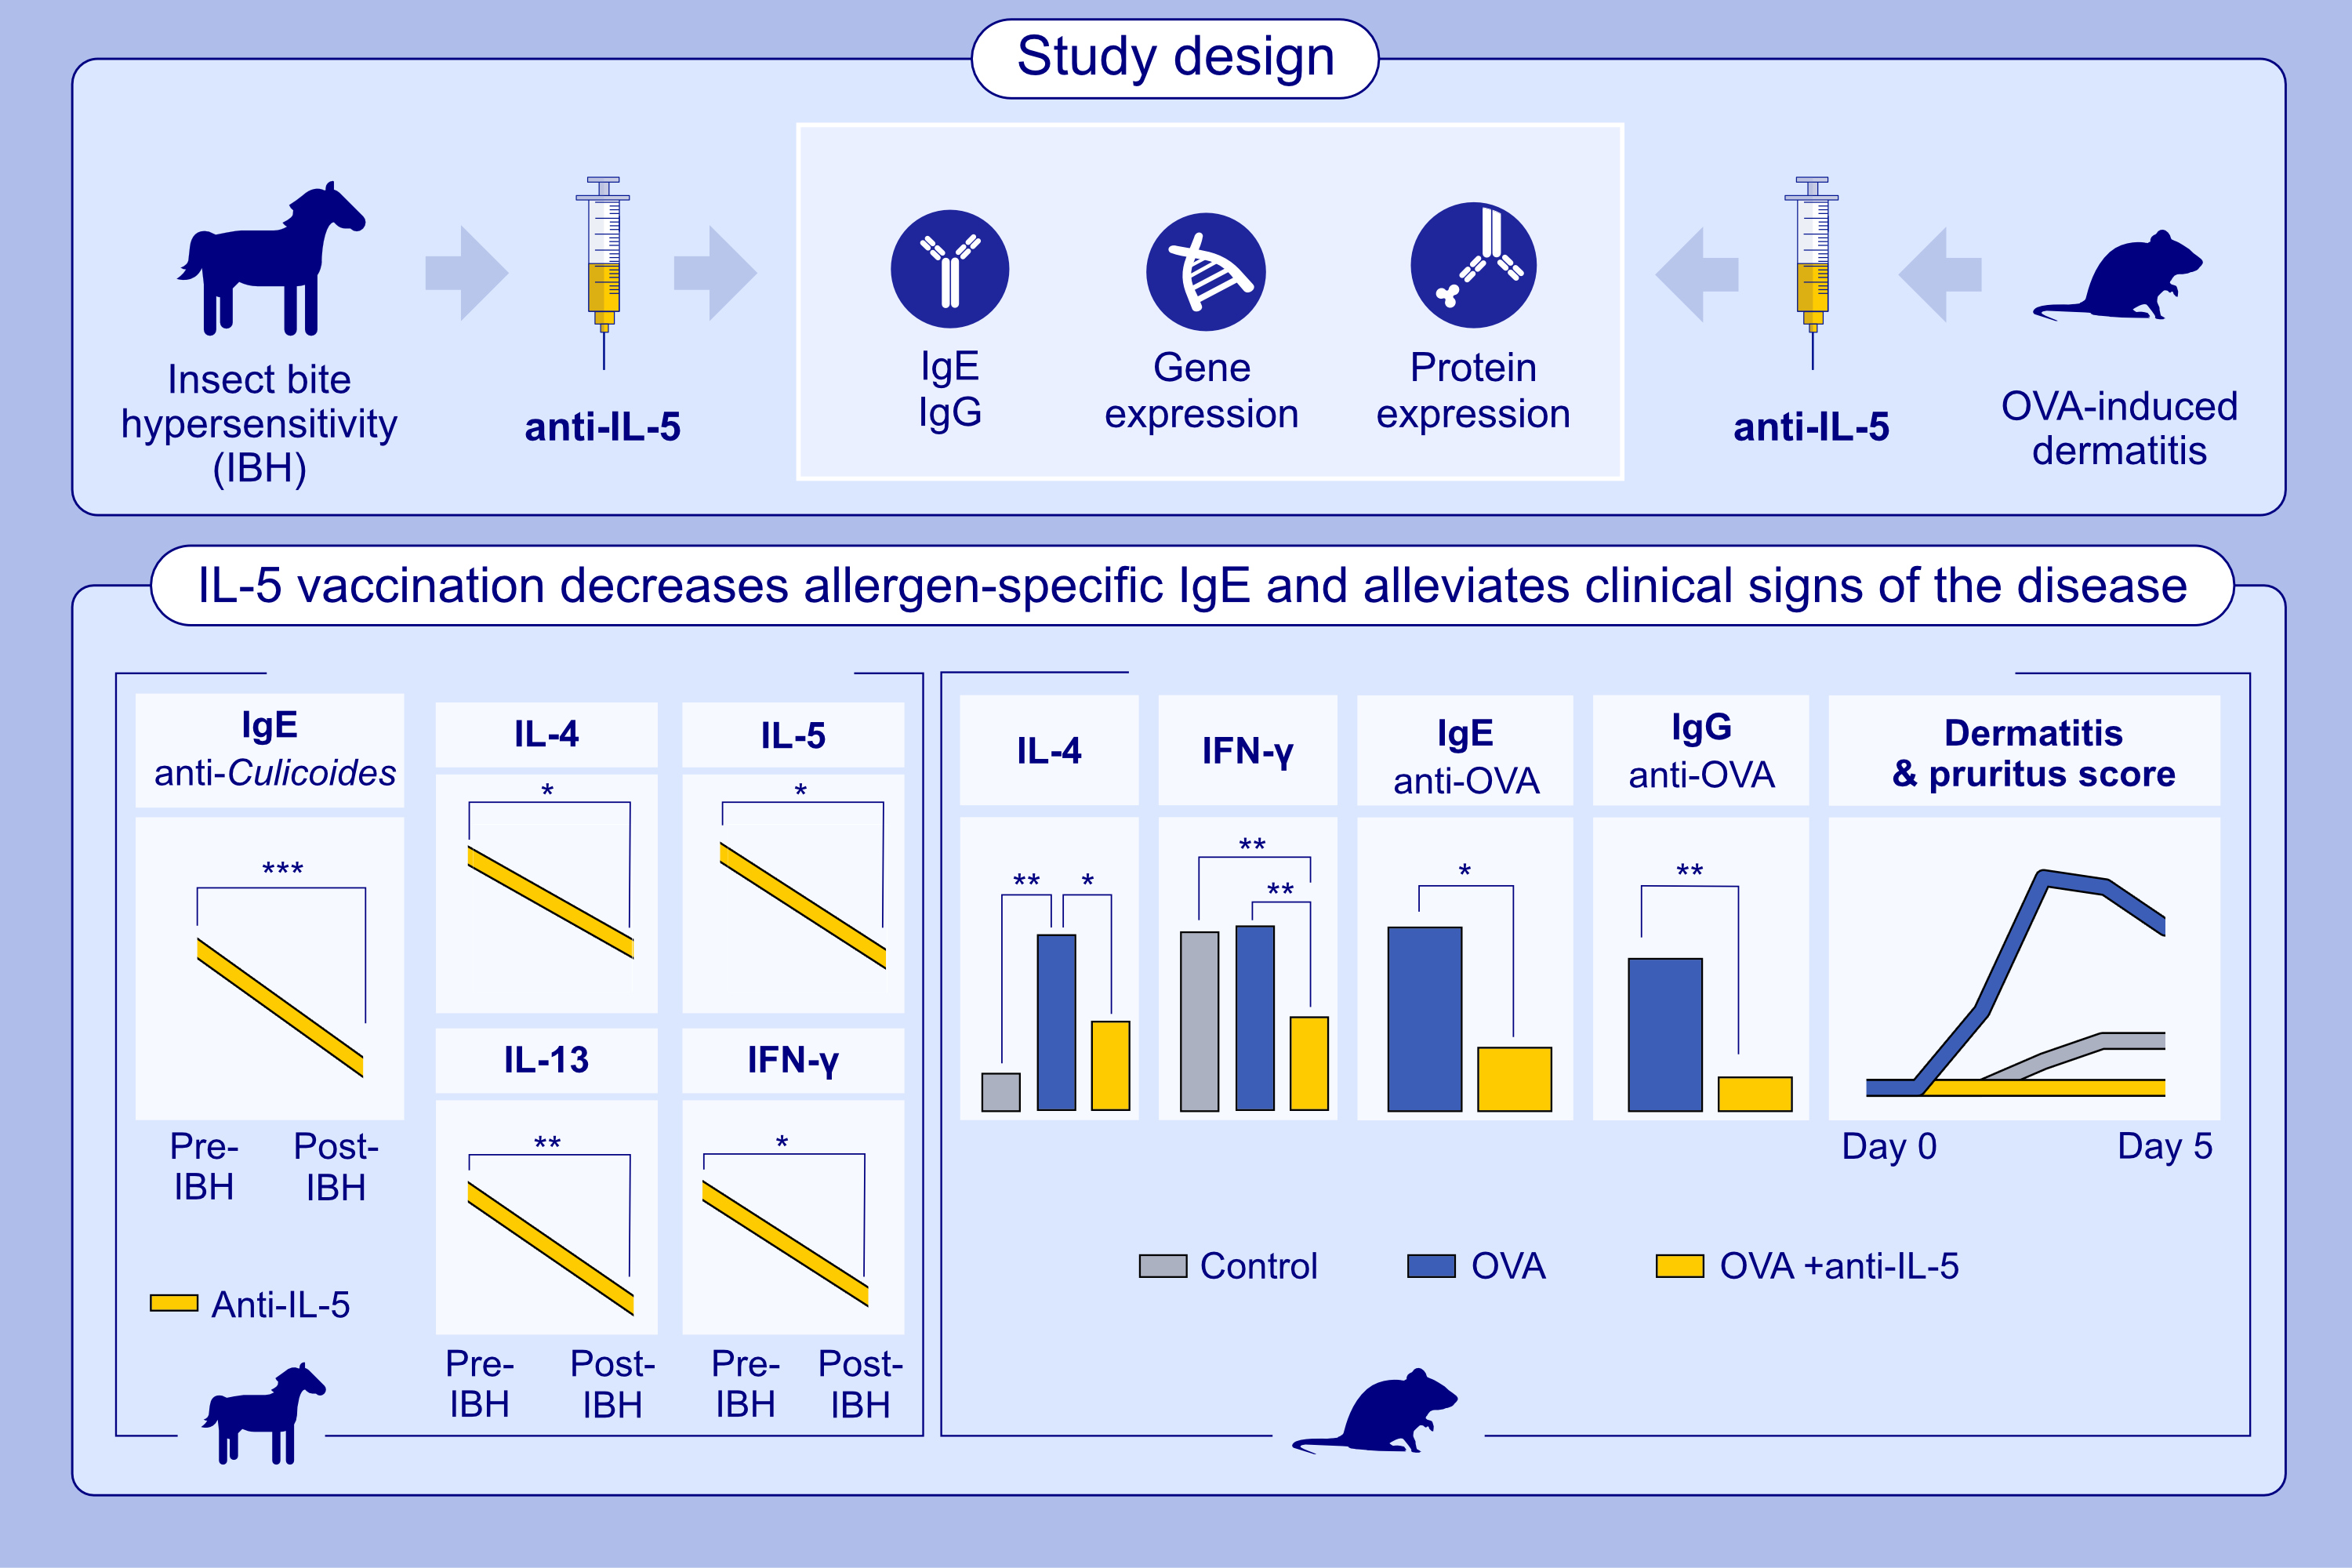 Study design
Insect bite
hypersensitivity
(IBH)
anti-IL-5
IgE
IgG
Gene
expression
Protein
expression
anti-IL-5
OVA-induced
dermatitis
IL-5 vaccination decreases allergen-specific IgE and alleviates clinical signs of the disease
IgE
anti-Culicoides
***
Pre-
IBH
Post-
IBH
Anti-IL-5
IL-4
*
IL-5
*
IL-13
**
Pre-
IBH
Post-
IBH
IFN-γ
*
Pre-
IBH
Post-
IBH
IL-4
** *
IFN-γ
**
**
IgE
anti-OVA
*
IgG
anti-OVA
**
Dermatitis
& pruritus score
Day 0
Day 5
Control
OVA
OVA +anti-IL-5